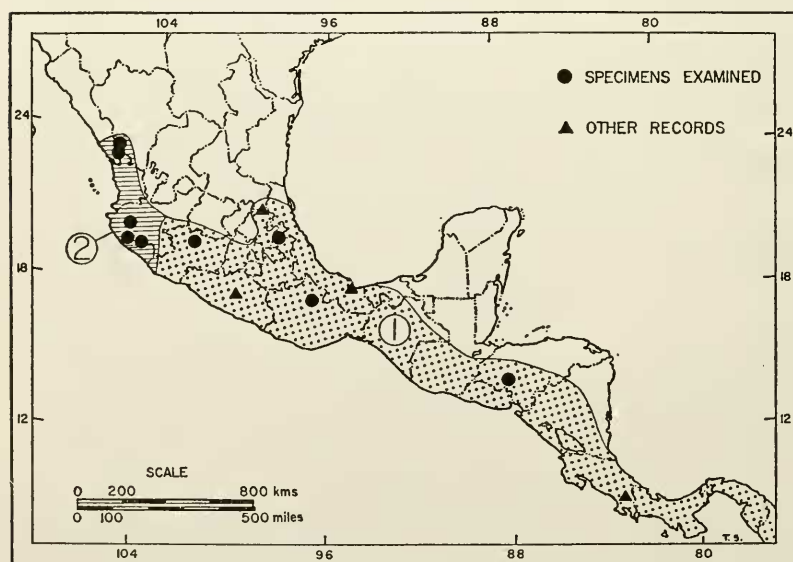 104 96 88 80
● SPECIMENS EXAMINED
24 24
▲ OTHER RECORDS
2
18 18
1
12 12
SCALE
0 200 800 kms
0 100 500 miles
T. S.
104 96 88 80